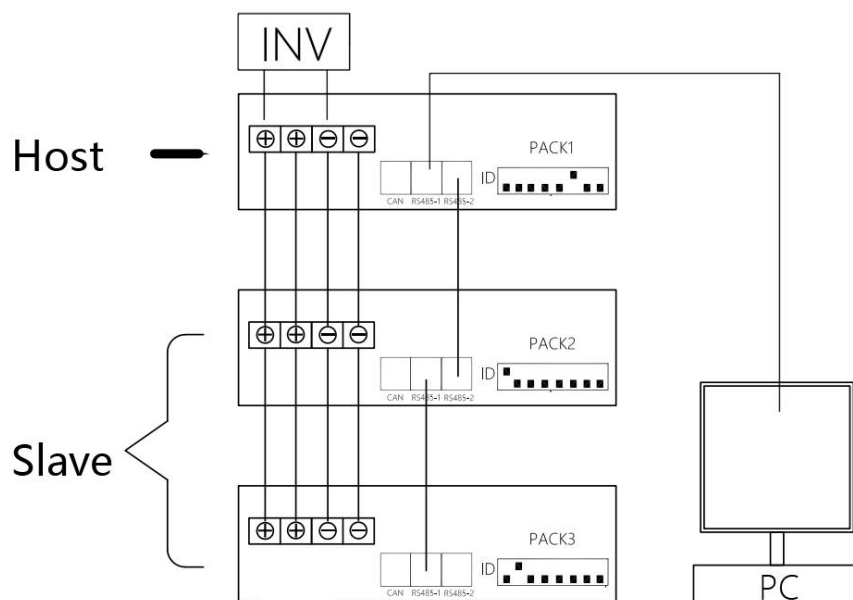 INV
Host
PACK1
ID
CAN RS485-1 RS485-2
PACK2
ID
CAN RS485-1 RS485-2
Slave
PACK3
ID
CAN RS485-1 RS485-2
PC